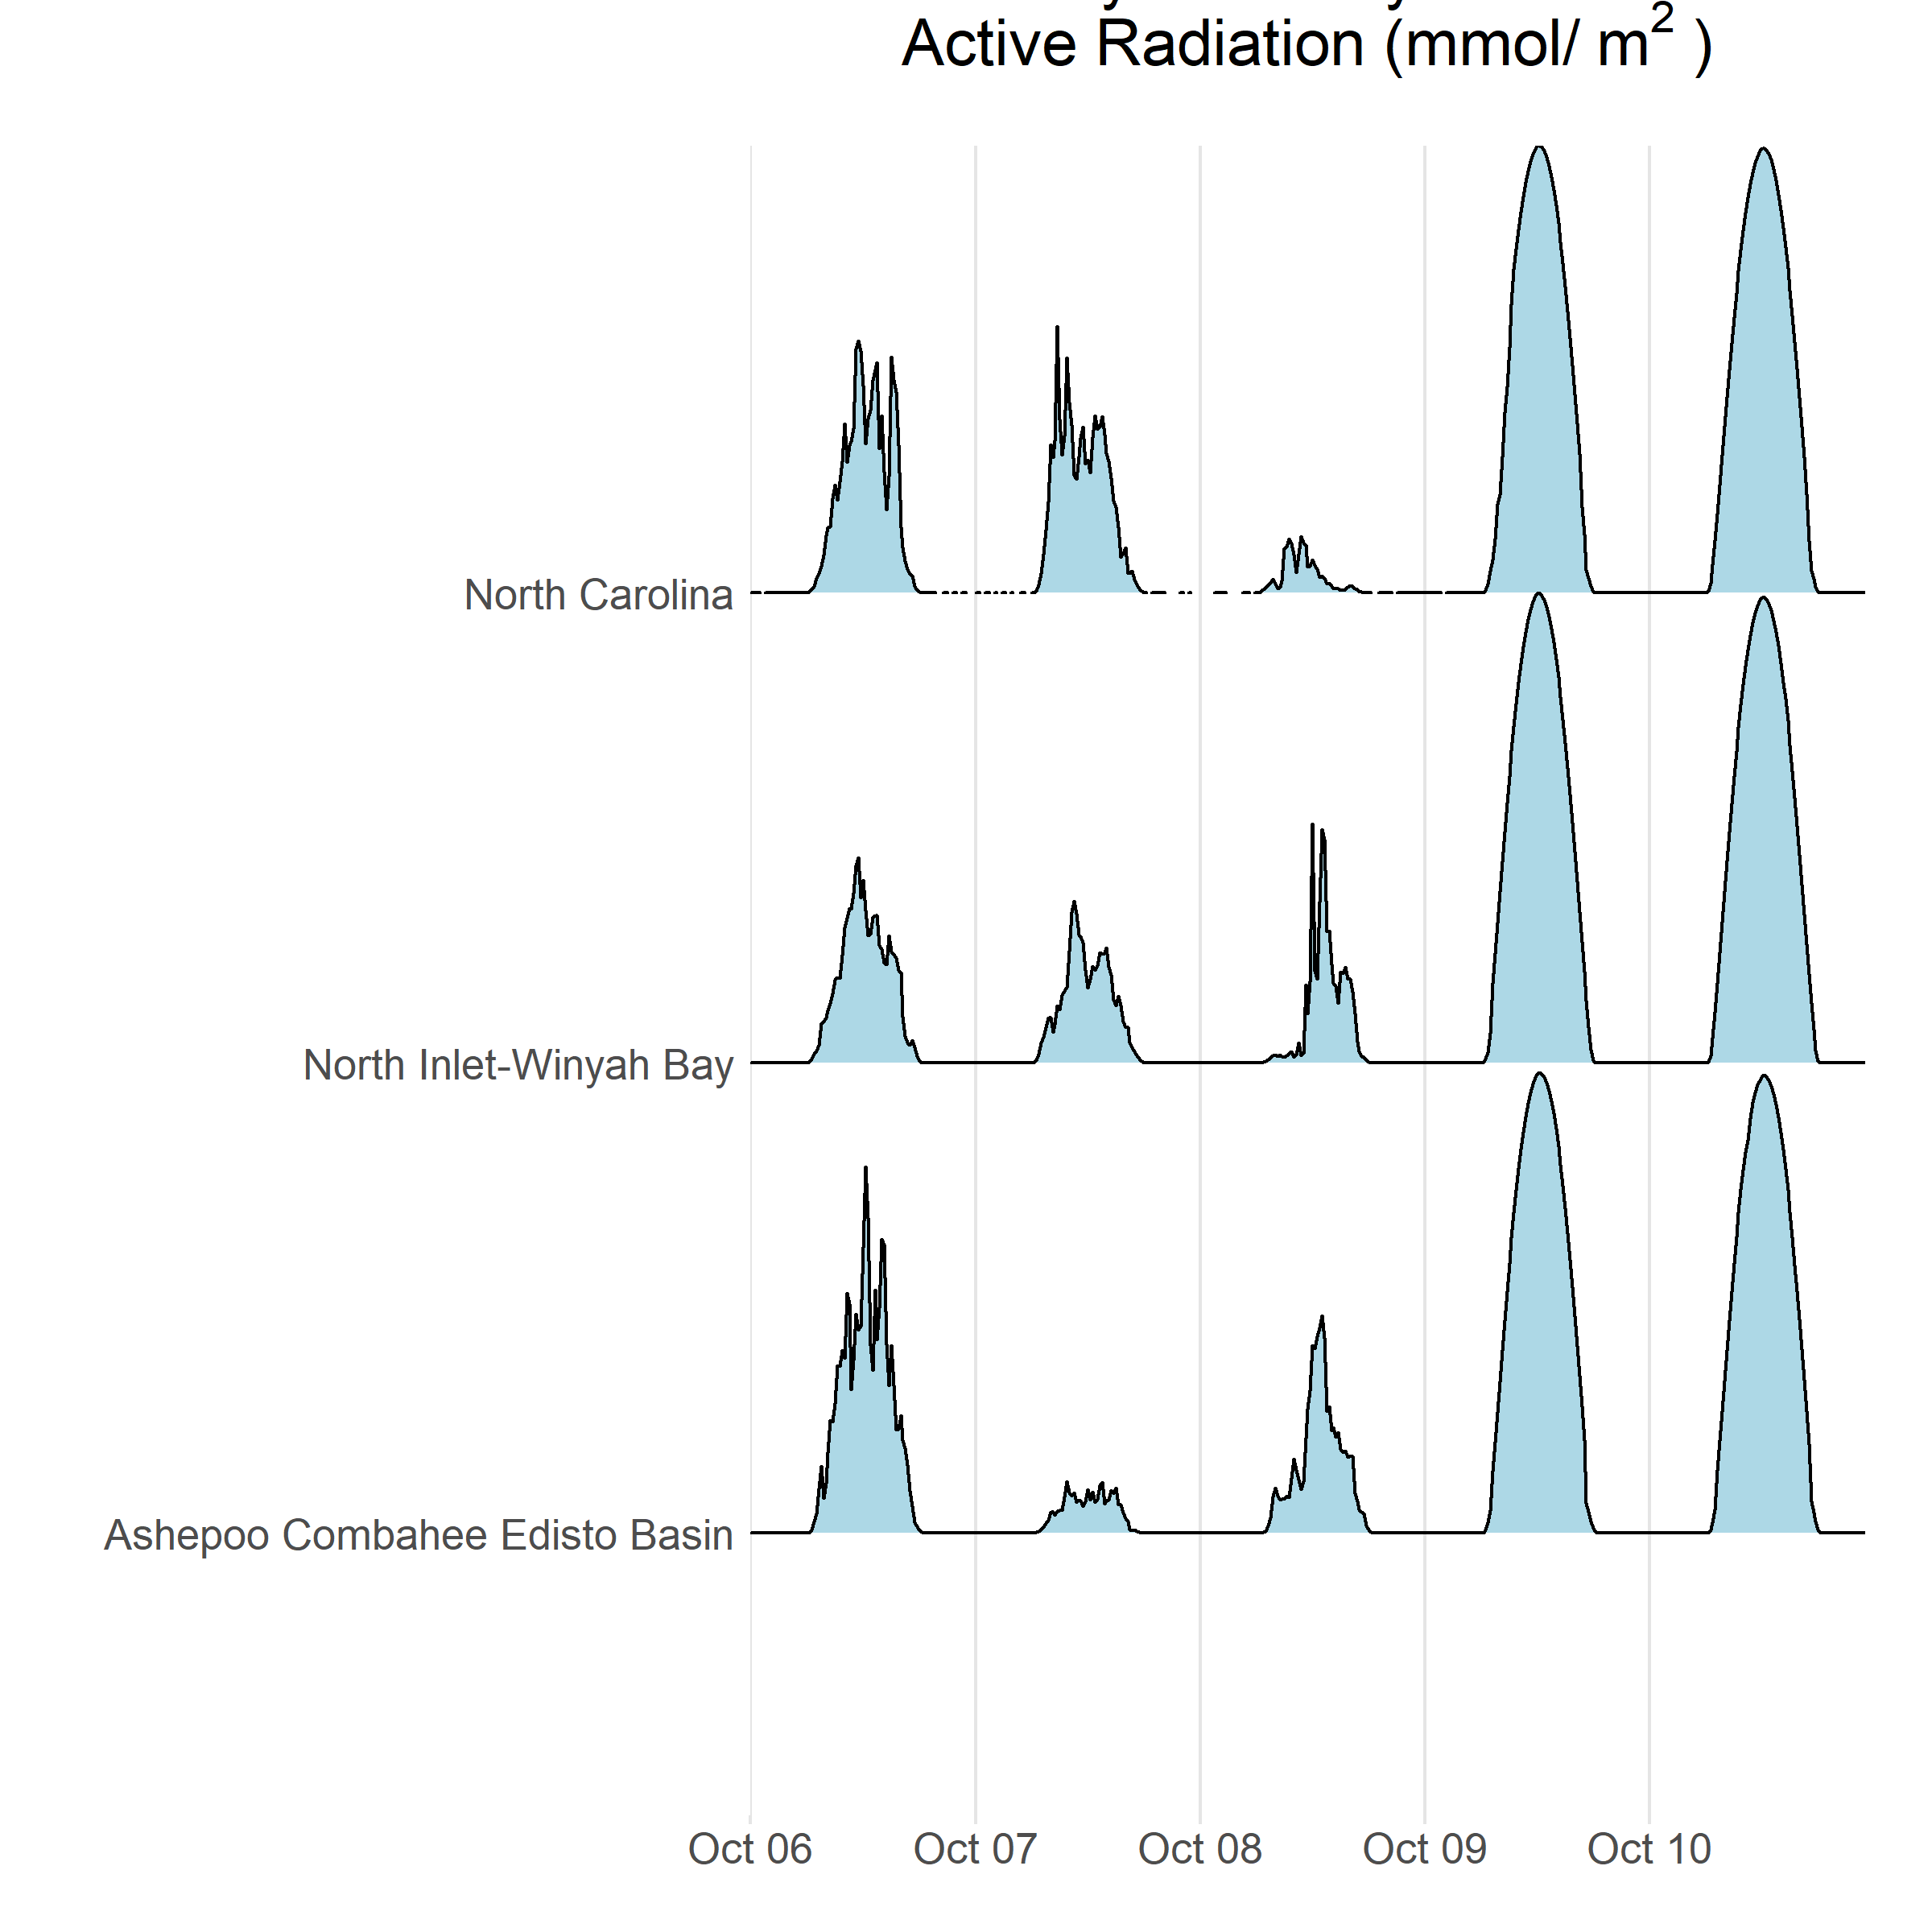 Active Radiation (mmol/ m² )
North Carolina
North Inlet-Winyah Bay
Ashepoo Combahee Edisto Basin
Oct 06 Oct 07 Oct 08 Oct 09 Oct 10